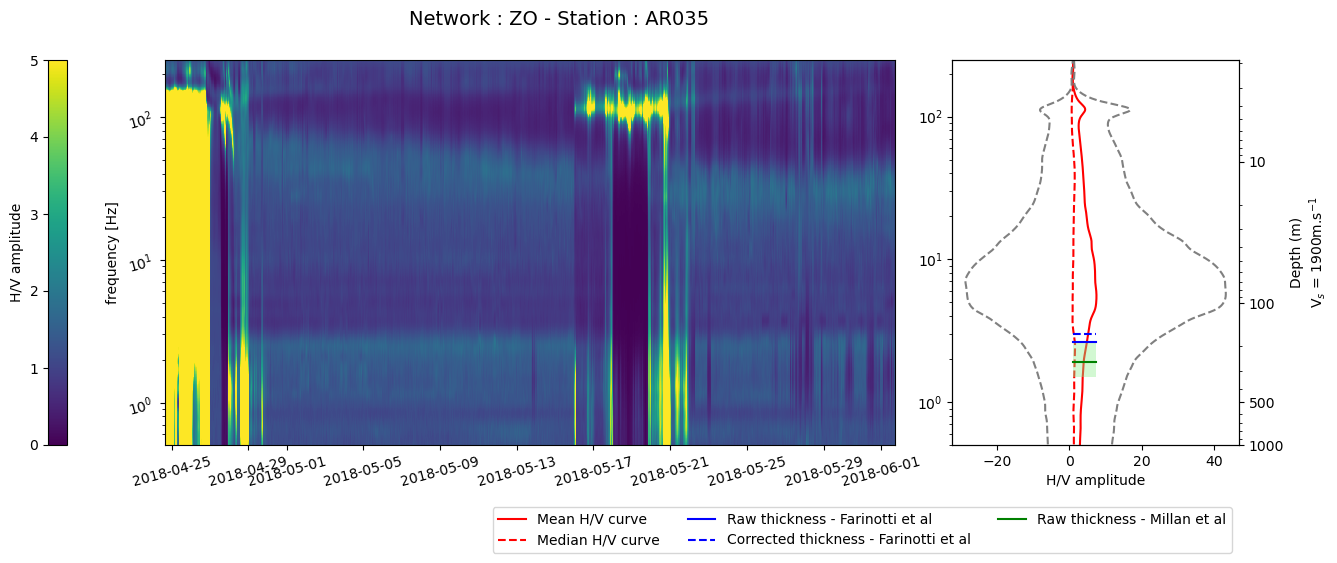 Network : ZO - Station : AR035
5
4
3
2
1
0
H/V amplitude
10²
10¹
10⁰
frequency [Hz]
2018-04-25
2018-04-29
2018-05-01
2018-05-05
2018-05-09
2018-05-13
2018-05-17
2018-05-21
2018-05-25
2018-05-29
2018-06-01
10²
10¹
10⁰
−20
0
20
40
H/V amplitude
10
100
500
1000
Depth (m)
Vₛ = 1900m.s⁻¹
Mean H/V curve
Median H/V curve
Raw thickness - Farinotti et al
Corrected thickness - Farinotti et al
Raw thickness - Millan et al